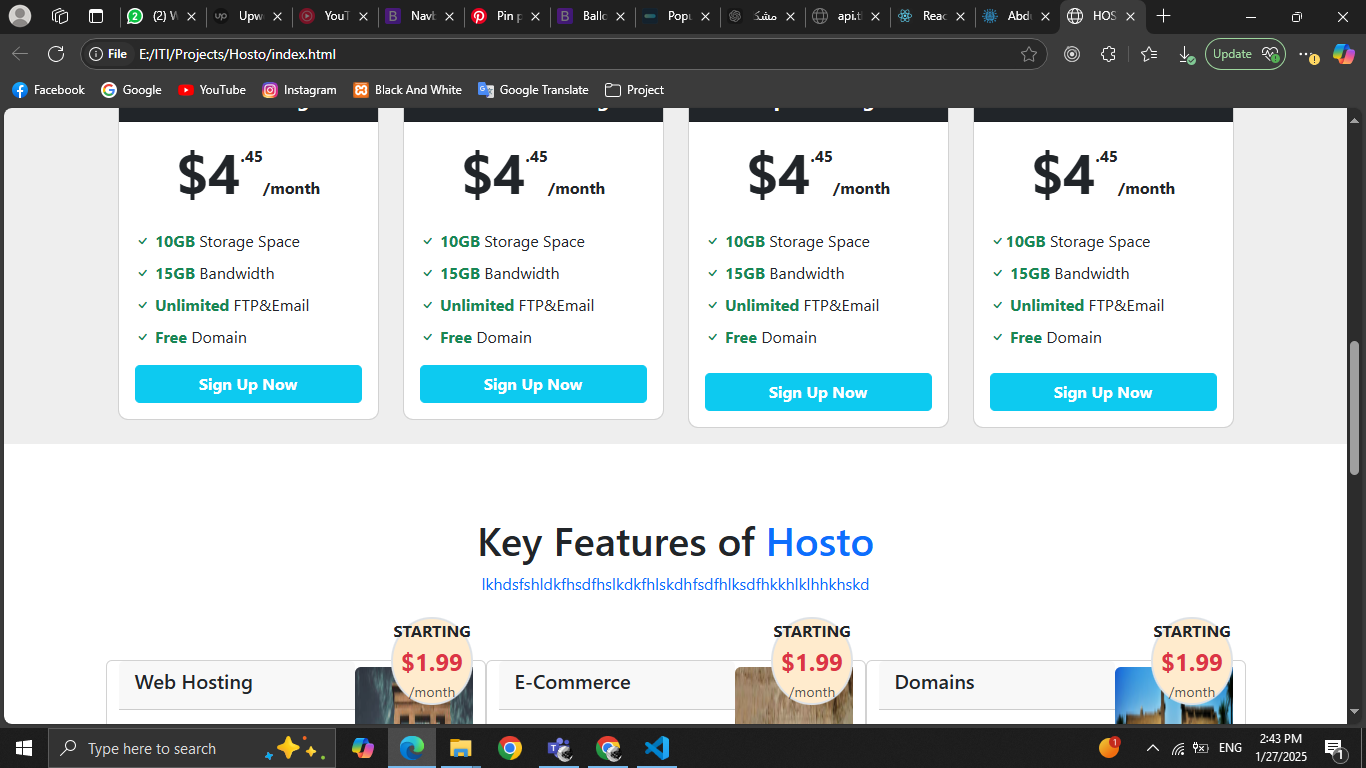 (2) W
up Upw
YouT
B Navb
Pin p
B Ballo
Popu
مشك
api.tl
Reac
Abdu
HOS
File E:/ITI/Projects/Hosto/index.html
Update
Facebook Google YouTube Instagram Black And White Google Translate Project
$4 .45 /month
$4 .45 /month
$4 .45 /month
$4 .45 /month
10GB Storage Space
15GB Bandwidth
Unlimited FTP&Email
Free Domain
Sign Up Now
10GB Storage Space
15GB Bandwidth
Unlimited FTP&Email
Free Domain
Sign Up Now
10GB Storage Space
15GB Bandwidth
Unlimited FTP&Email
Free Domain
Sign Up Now
10GB Storage Space
15GB Bandwidth
Unlimited FTP&Email
Free Domain
Sign Up Now
Key Features of Hosto
lkhdsfshldkfhsdfhslkdkfhlskdhfsdfhlksdfhkkhlklhhkhskd
STARTING
$1.99
/month
Web Hosting
STARTING
$1.99
/month
E-Commerce
STARTING
$1.99
/month
Domains
Type here to search
1
ENG
2:43 PM
1/27/2025
1